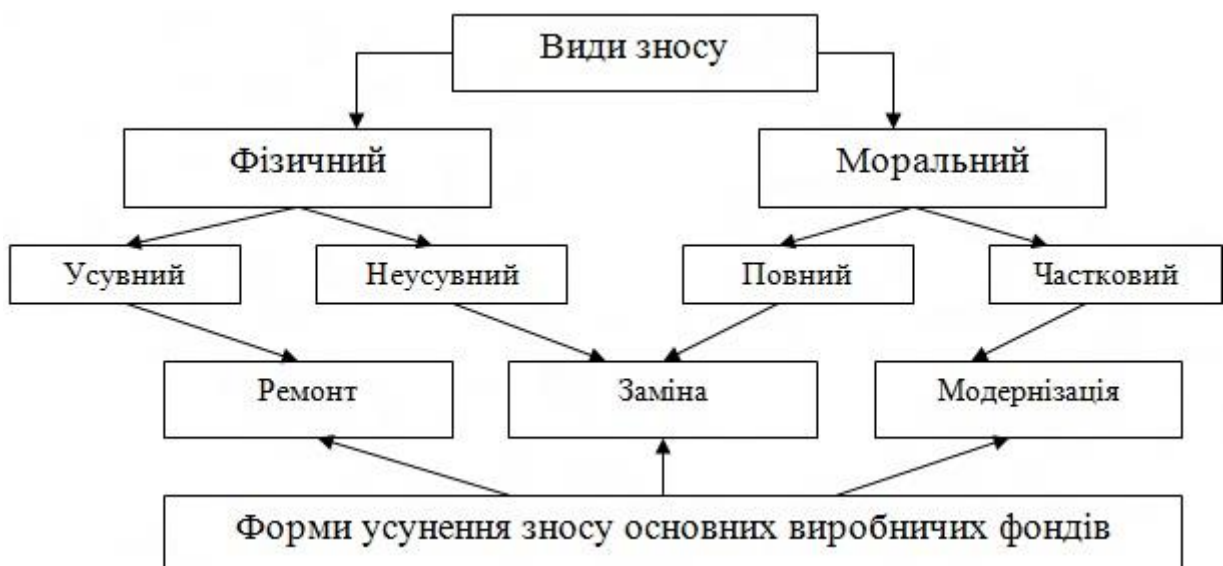 Види зносу
Фізичний
Моральний
Усувний
Неусувний
Повний
Частковий
Ремонт
Заміна
Модернізація
Форми усунення зносу основних виробничих фондів